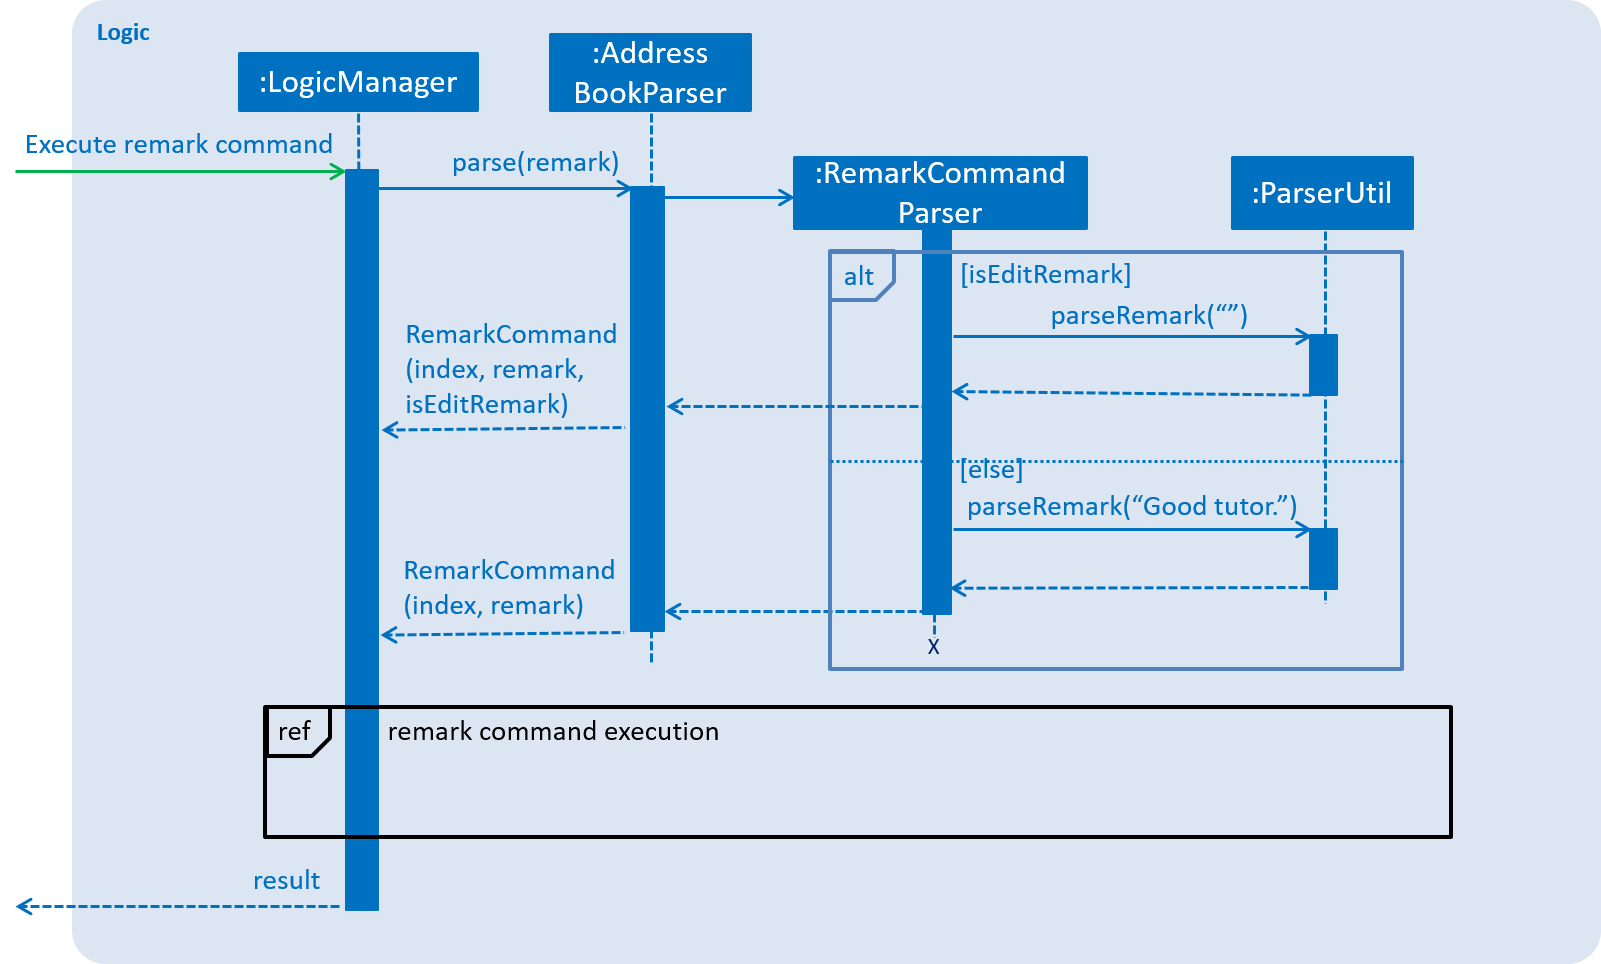 Logic
:LogicManager
:Address
BookParser
Execute remark command
parse(remark)
:RemarkCommand
Parser
:ParserUtil
alt
[isEditRemark]
parseRemark(“”)
RemarkCommand
(index, remark,
isEditRemark)
[else]
parseRemark(“Good tutor.”)
RemarkCommand
(index, remark)
X
ref
remark command execution
result